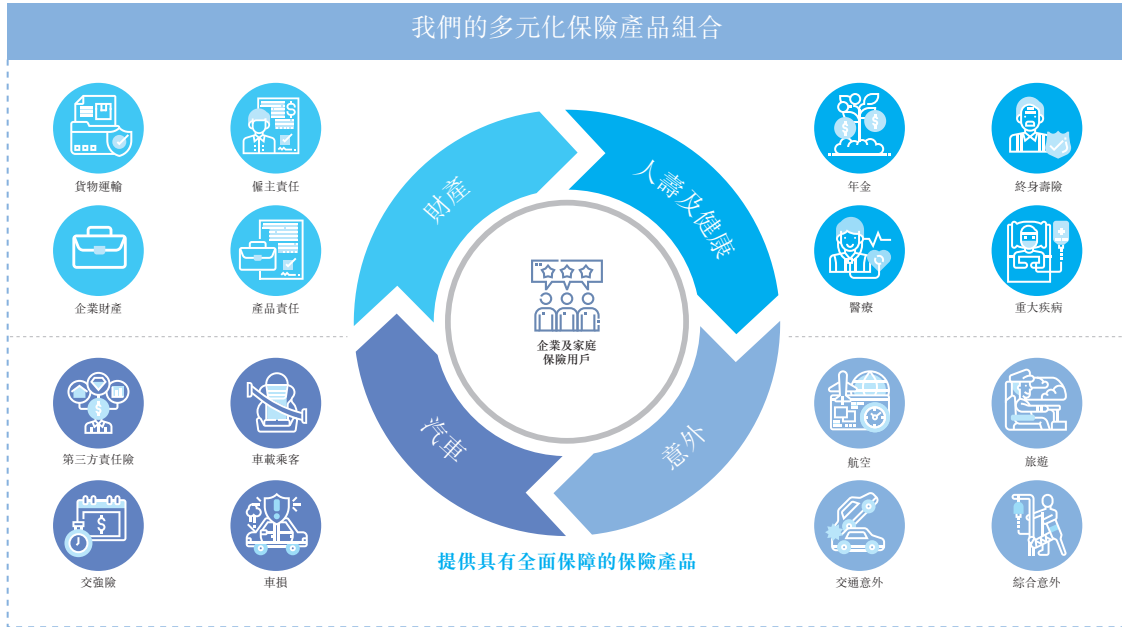 我們的多元化保險產品組合
貨物運輸
僱主責任
年金
終身壽險
財產
人壽及健康
企業財產
產品責任
醫療
重大疾病
企業及家庭
保險用戶
第三方責任險
車載乘客
汽車
意外
航空
旅遊
交強險
車損
提供具有全面保障的保險產品
交通意外
綜合意外